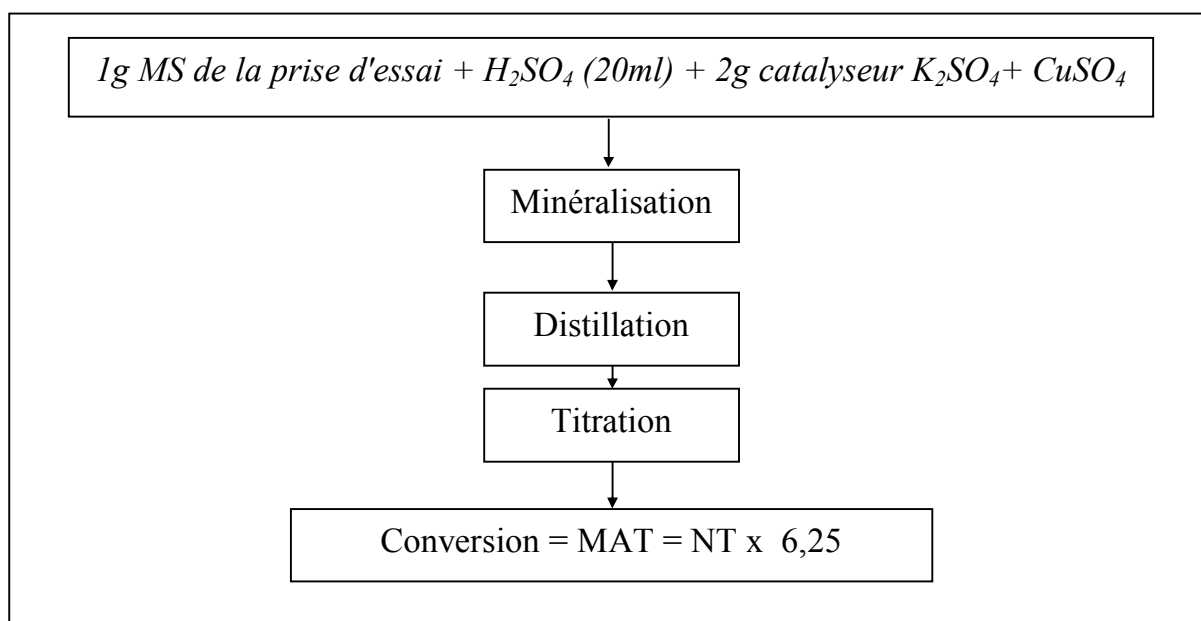 1g MS de la prise d'essai + H₂SO₄ (20ml) + 2g catalyseur K₂SO₄+ CuSO₄
Minéralisation
Distillation
Titration
Conversion = MAT = NT x 6,25